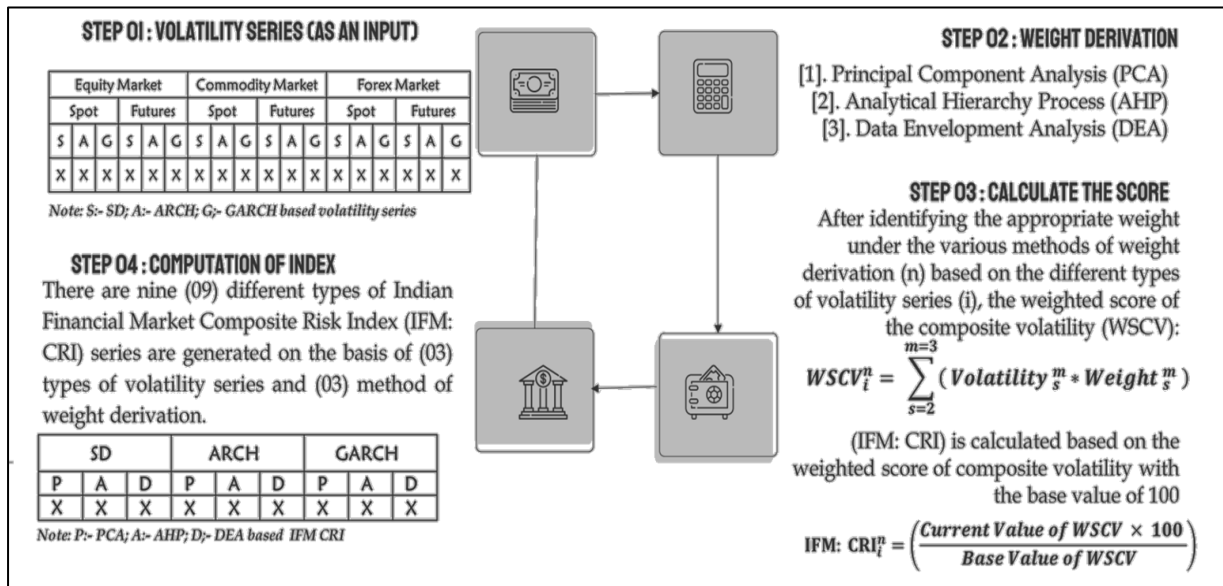 STEP 01 : VOLATILITY SERIES (AS AN INPUT)
Equity Market Commodity Market Forex Market
Spot Futures Spot Futures Spot Futures
S A G S A G S A G S A G S A G S A G
X X X X X X X X X X X X X X X X X X
Note: S:- SD; A:- ARCH; G;- GARCH based volatility series
STEP 02 : WEIGHT DERIVATION
[1]. Principal Component Analysis (PCA)
[2]. Analytical Hierarchy Process (AHP)
[3]. Data Envelopment Analysis (DEA)
STEP 03 : CALCULATE THE SCORE
After identifying the appropriate weight
under the various methods of weight
derivation (n) based on the different types
of volatility series (i), the weighted score of
the composite volatility (WSCV):
m=3
WSCV_i^n = ∑ ( Volatility_s^m * Weight_s^m )
s=2
(IFM: CRI) is calculated based on the
weighted score of composite volatility with
the base value of 100
IFM: CRI_i^n = (Current Value of WSCV × 100 / Base Value of WSCV)
STEP 04 : COMPUTATION OF INDEX
There are nine (09) different types of Indian
Financial Market Composite Risk Index (IFM:
CRI) series are generated on the basis of (03)
types of volatility series and (03) method of
weight derivation.
SD ARCH GARCH
P A D P A D P A D
X X X X X X X X X
Note: P:- PCA; A:- AHP; D;- DEA based IFM CRI
$